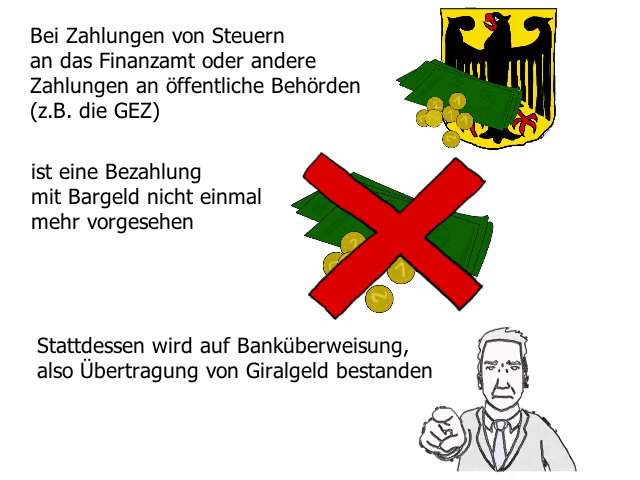 Bei Zahlungen von Steuern
an das Finanzamt oder andere
Zahlungen an öffentliche Behörden
(z.B. die GEZ)
ist eine Bezahlung
mit Bargeld nicht einmal
mehr vorgesehen
Stattdessen wird auf Banküberweisung,
also Übertragung von Giralgeld bestanden